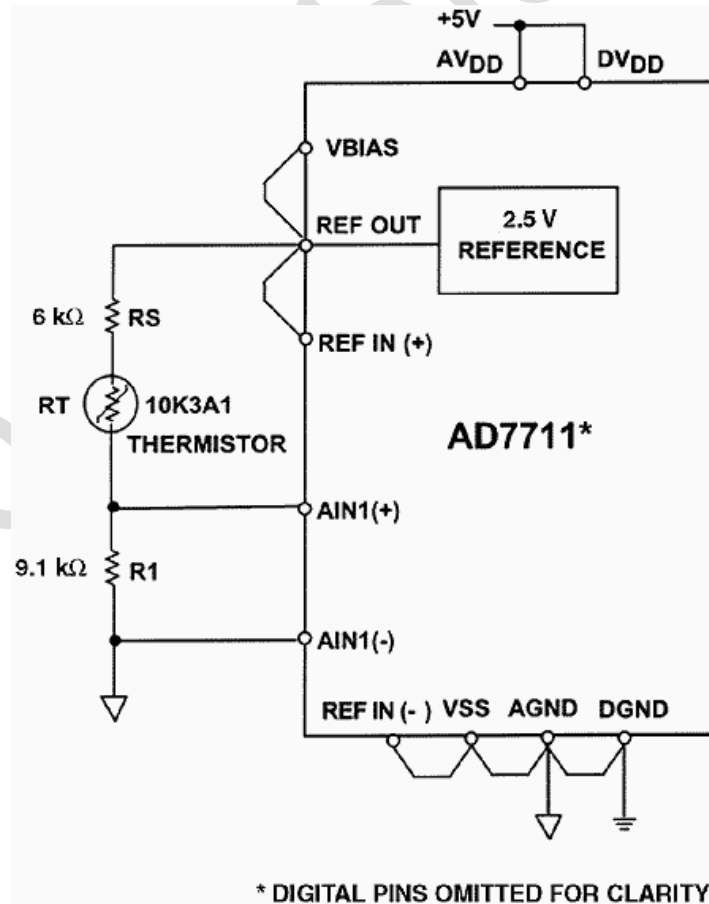 +5V
AVDD DVDD
VBIAS
REF OUT
2.5 V
REFERENCE
6 kΩ RS
REF IN (+)
RT 10K3A1
THERMISTOR
AD7711*
AIN1(+)
9.1 kΩ R1
AIN1(-)
REF IN (-) VSS AGND DGND
* DIGITAL PINS OMITTED FOR CLARITY